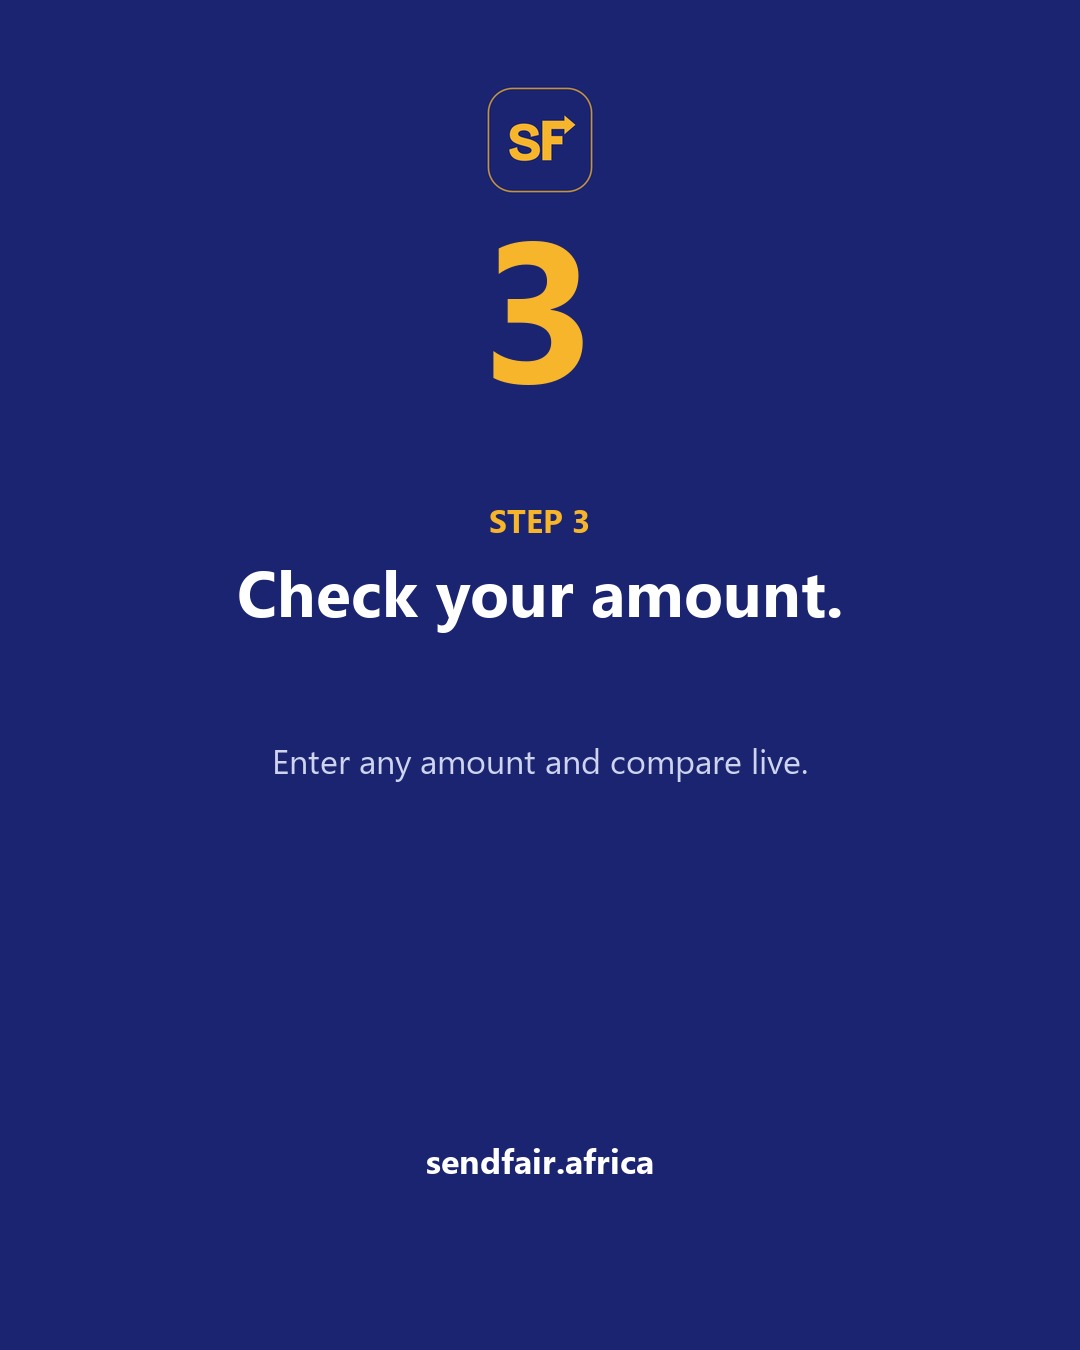 SF
3
STEP 3
Check your amount.
Enter any amount and compare live.
sendfair.africa